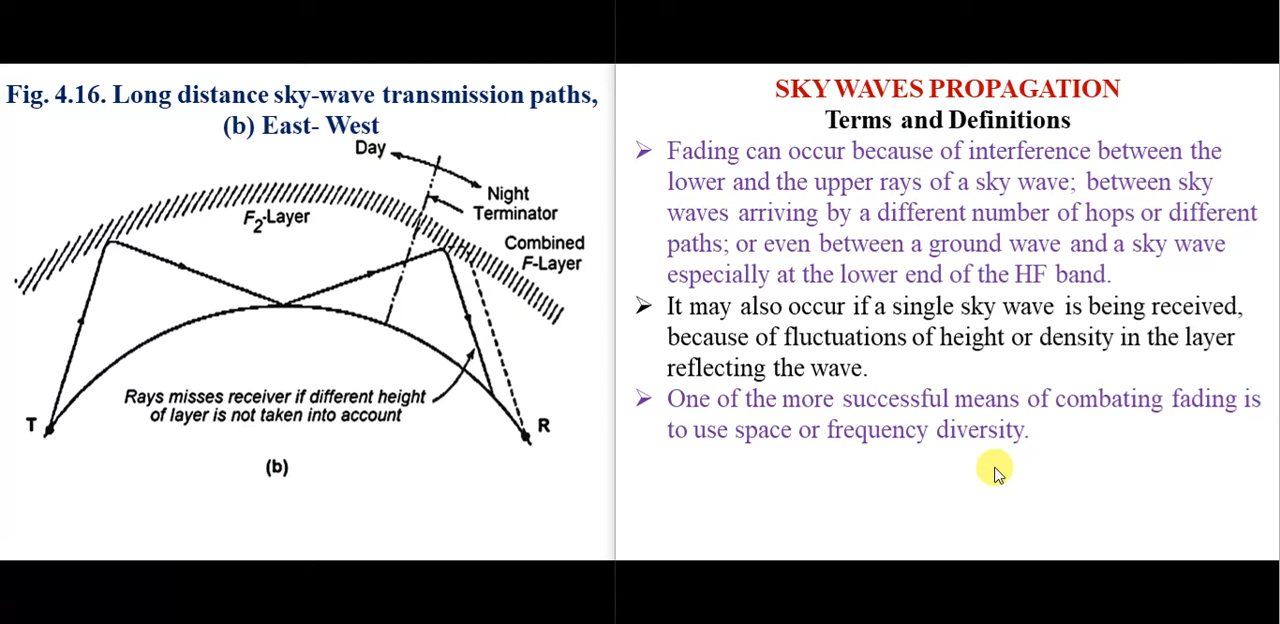 Fig. 4.16. Long distance sky-wave transmission paths,
(b) East- West
Day
Night
Terminator
F2-Layer
Combined
F-Layer
Rays misses receiver if different height
of layer is not taken into account
T
R
(b)
SKY WAVES PROPAGATION
Terms and Definitions
➢ Fading can occur because of interference between the
lower and the upper rays of a sky wave; between sky
waves arriving by a different number of hops or different
paths; or even between a ground wave and a sky wave
especially at the lower end of the HF band.
➢ It may also occur if a single sky wave is being received,
because of fluctuations of height or density in the layer
reflecting the wave.
➢ One of the more successful means of combating fading is
to use space or frequency diversity.